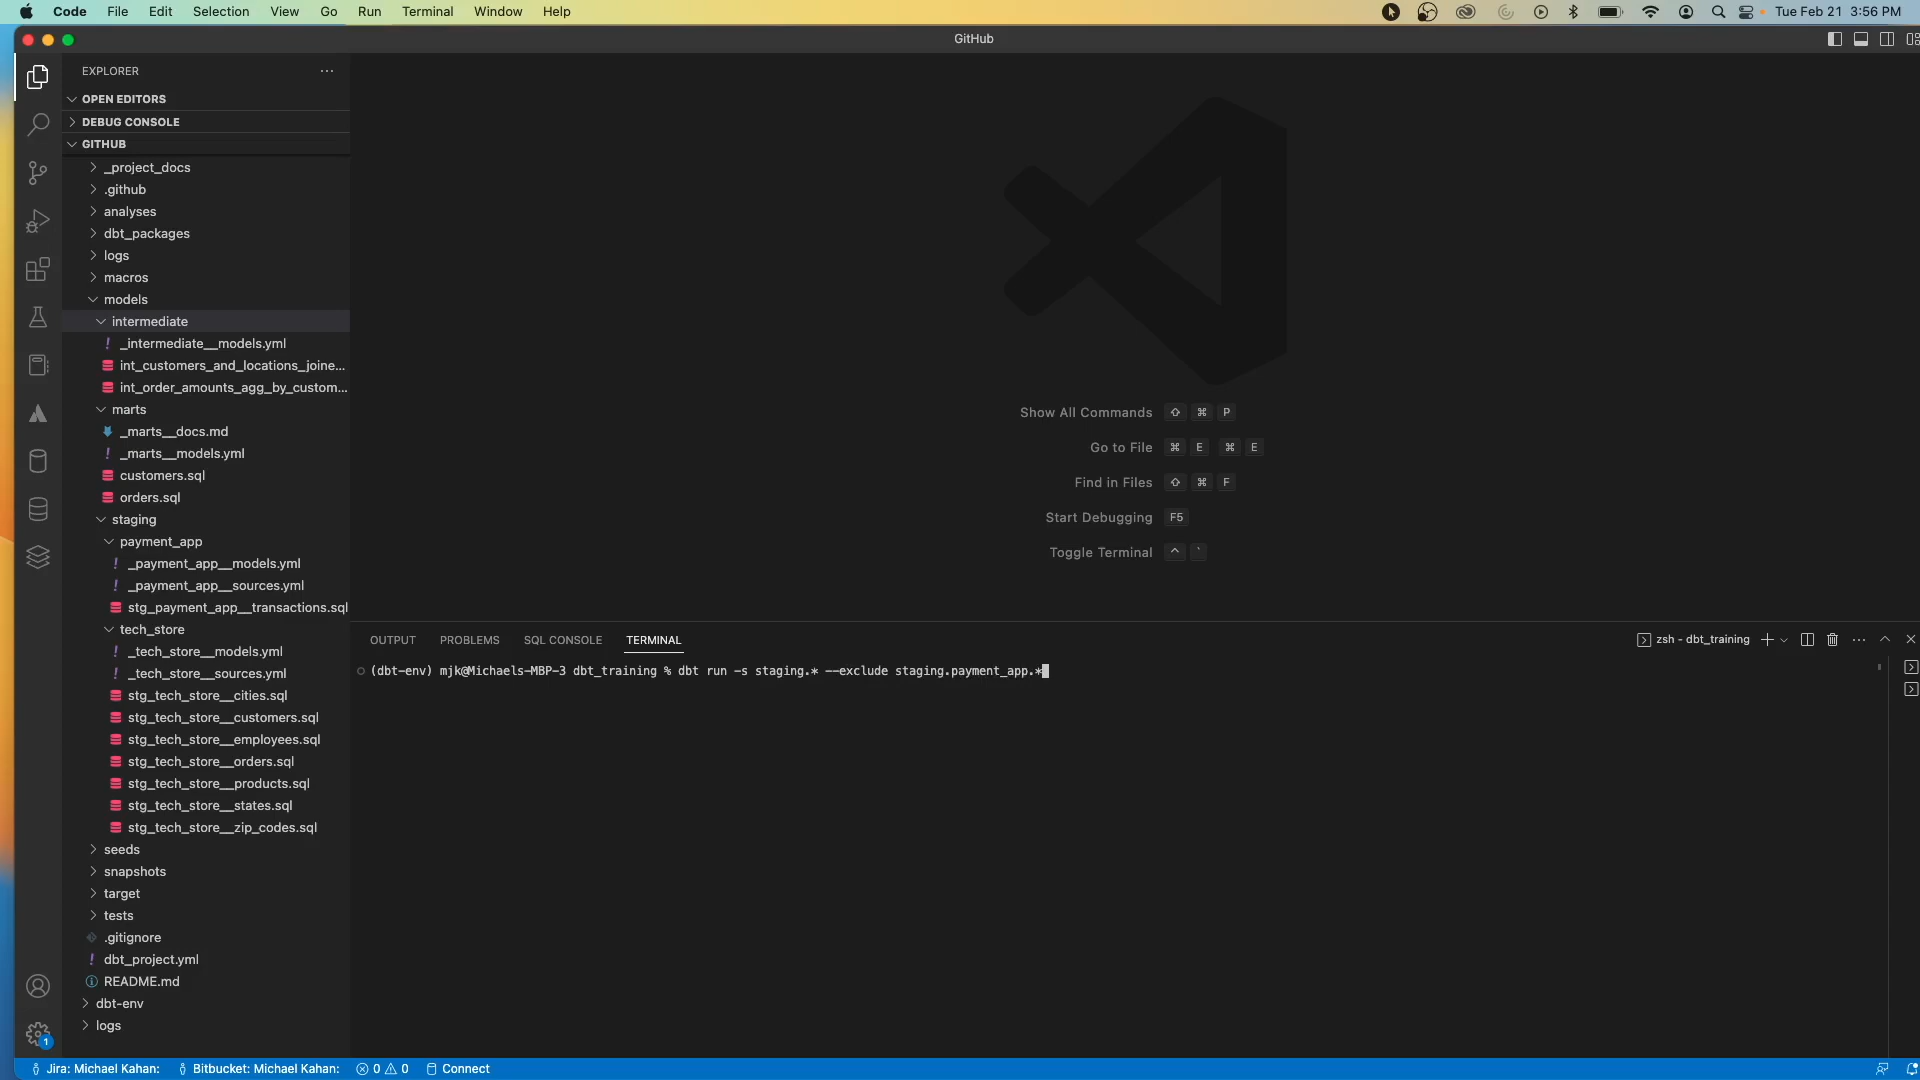 Code File Edit Selection View Go Run Terminal Window Help
Tue Feb 21 3:56 PM
GitHub
EXPLORER
OPEN EDITORS
DEBUG CONSOLE
GITHUB
_project_docs
.github
analyses
dbt_packages
logs
macros
models
intermediate
_intermediate__models.yml
int_customers_and_locations_joine...
int_order_amounts_agg_by_custom...
marts
_marts__docs.md
_marts__models.yml
customers.sql
orders.sql
staging
payment_app
_payment_app__models.yml
_payment_app__sources.yml
stg_payment_app__transactions.sql
tech_store
_tech_store__models.yml
_tech_store__sources.yml
stg_tech_store__cities.sql
stg_tech_store__customers.sql
stg_tech_store__employees.sql
stg_tech_store__orders.sql
stg_tech_store__products.sql
stg_tech_store__states.sql
stg_tech_store__zip_codes.sql
seeds
snapshots
target
tests
.gitignore
dbt_project.yml
README.md
dbt-env
logs
Show All Commands ⇧ ⌘ P
Go to File ⌘ E ⌘ E
Find in Files ⇧ ⌘ F
Start Debugging F5
Toggle Terminal ^ `
OUTPUT PROBLEMS SQL CONSOLE TERMINAL
zsh - dbt_training
(dbt-env) mjk@Michaels-MBP-3 dbt_training % dbt run -s staging.* --exclude staging.payment_app.*
1
Jira: Michael Kahan: Bitbucket: Michael Kahan: 0 0 Connect